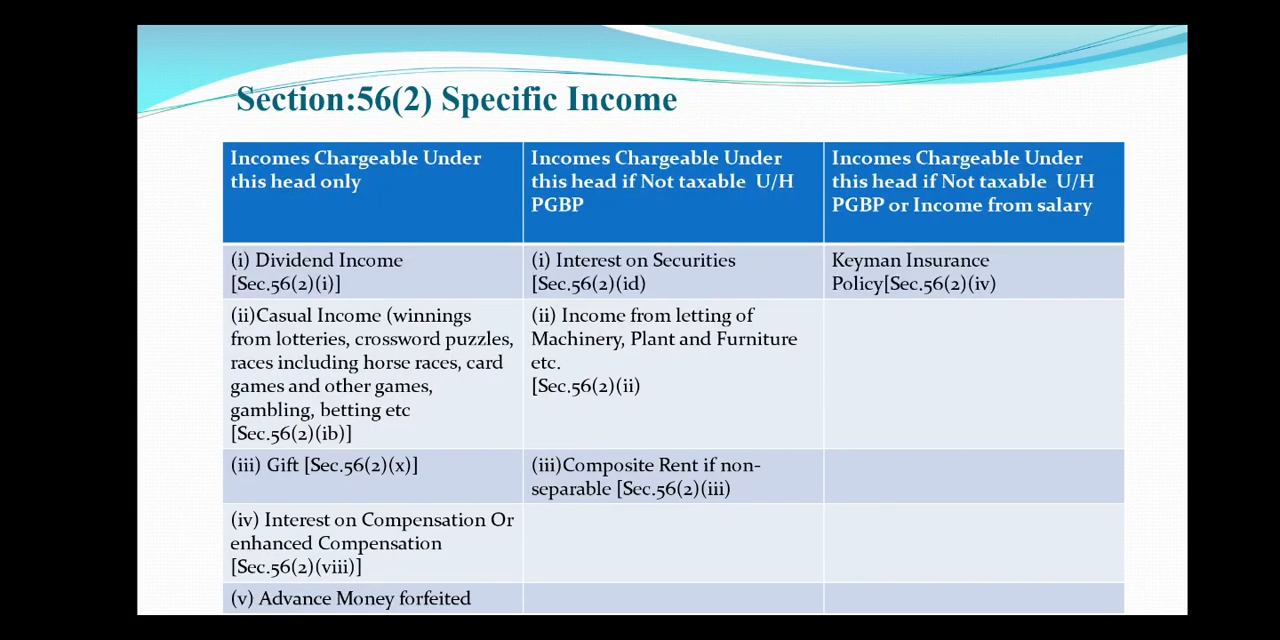 Section:56(2) Specific Income
Incomes Chargeable Under
this head only
Incomes Chargeable Under
this head if Not taxable U/H
PGBP
Incomes Chargeable Under
this head if Not taxable U/H
PGBP or Income from salary
(i) Dividend Income
[Sec.56(2)(i)]
(i) Interest on Securities
[Sec.56(2)(id)
Keyman Insurance
Policy[Sec.56(2)(iv)
(ii)Casual Income (winnings
from lotteries, crossword puzzles,
races including horse races, card
games and other games,
gambling, betting etc
[Sec.56(2)(ib)]
(ii) Income from letting of
Machinery, Plant and Furniture
etc.
[Sec.56(2)(ii)
(iii) Gift [Sec.56(2)(x)]
(iii)Composite Rent if non-
separable [Sec.56(2)(iii)
(iv) Interest on Compensation Or
enhanced Compensation
[Sec.56(2)(viii)]
(v) Advance Money forfeited